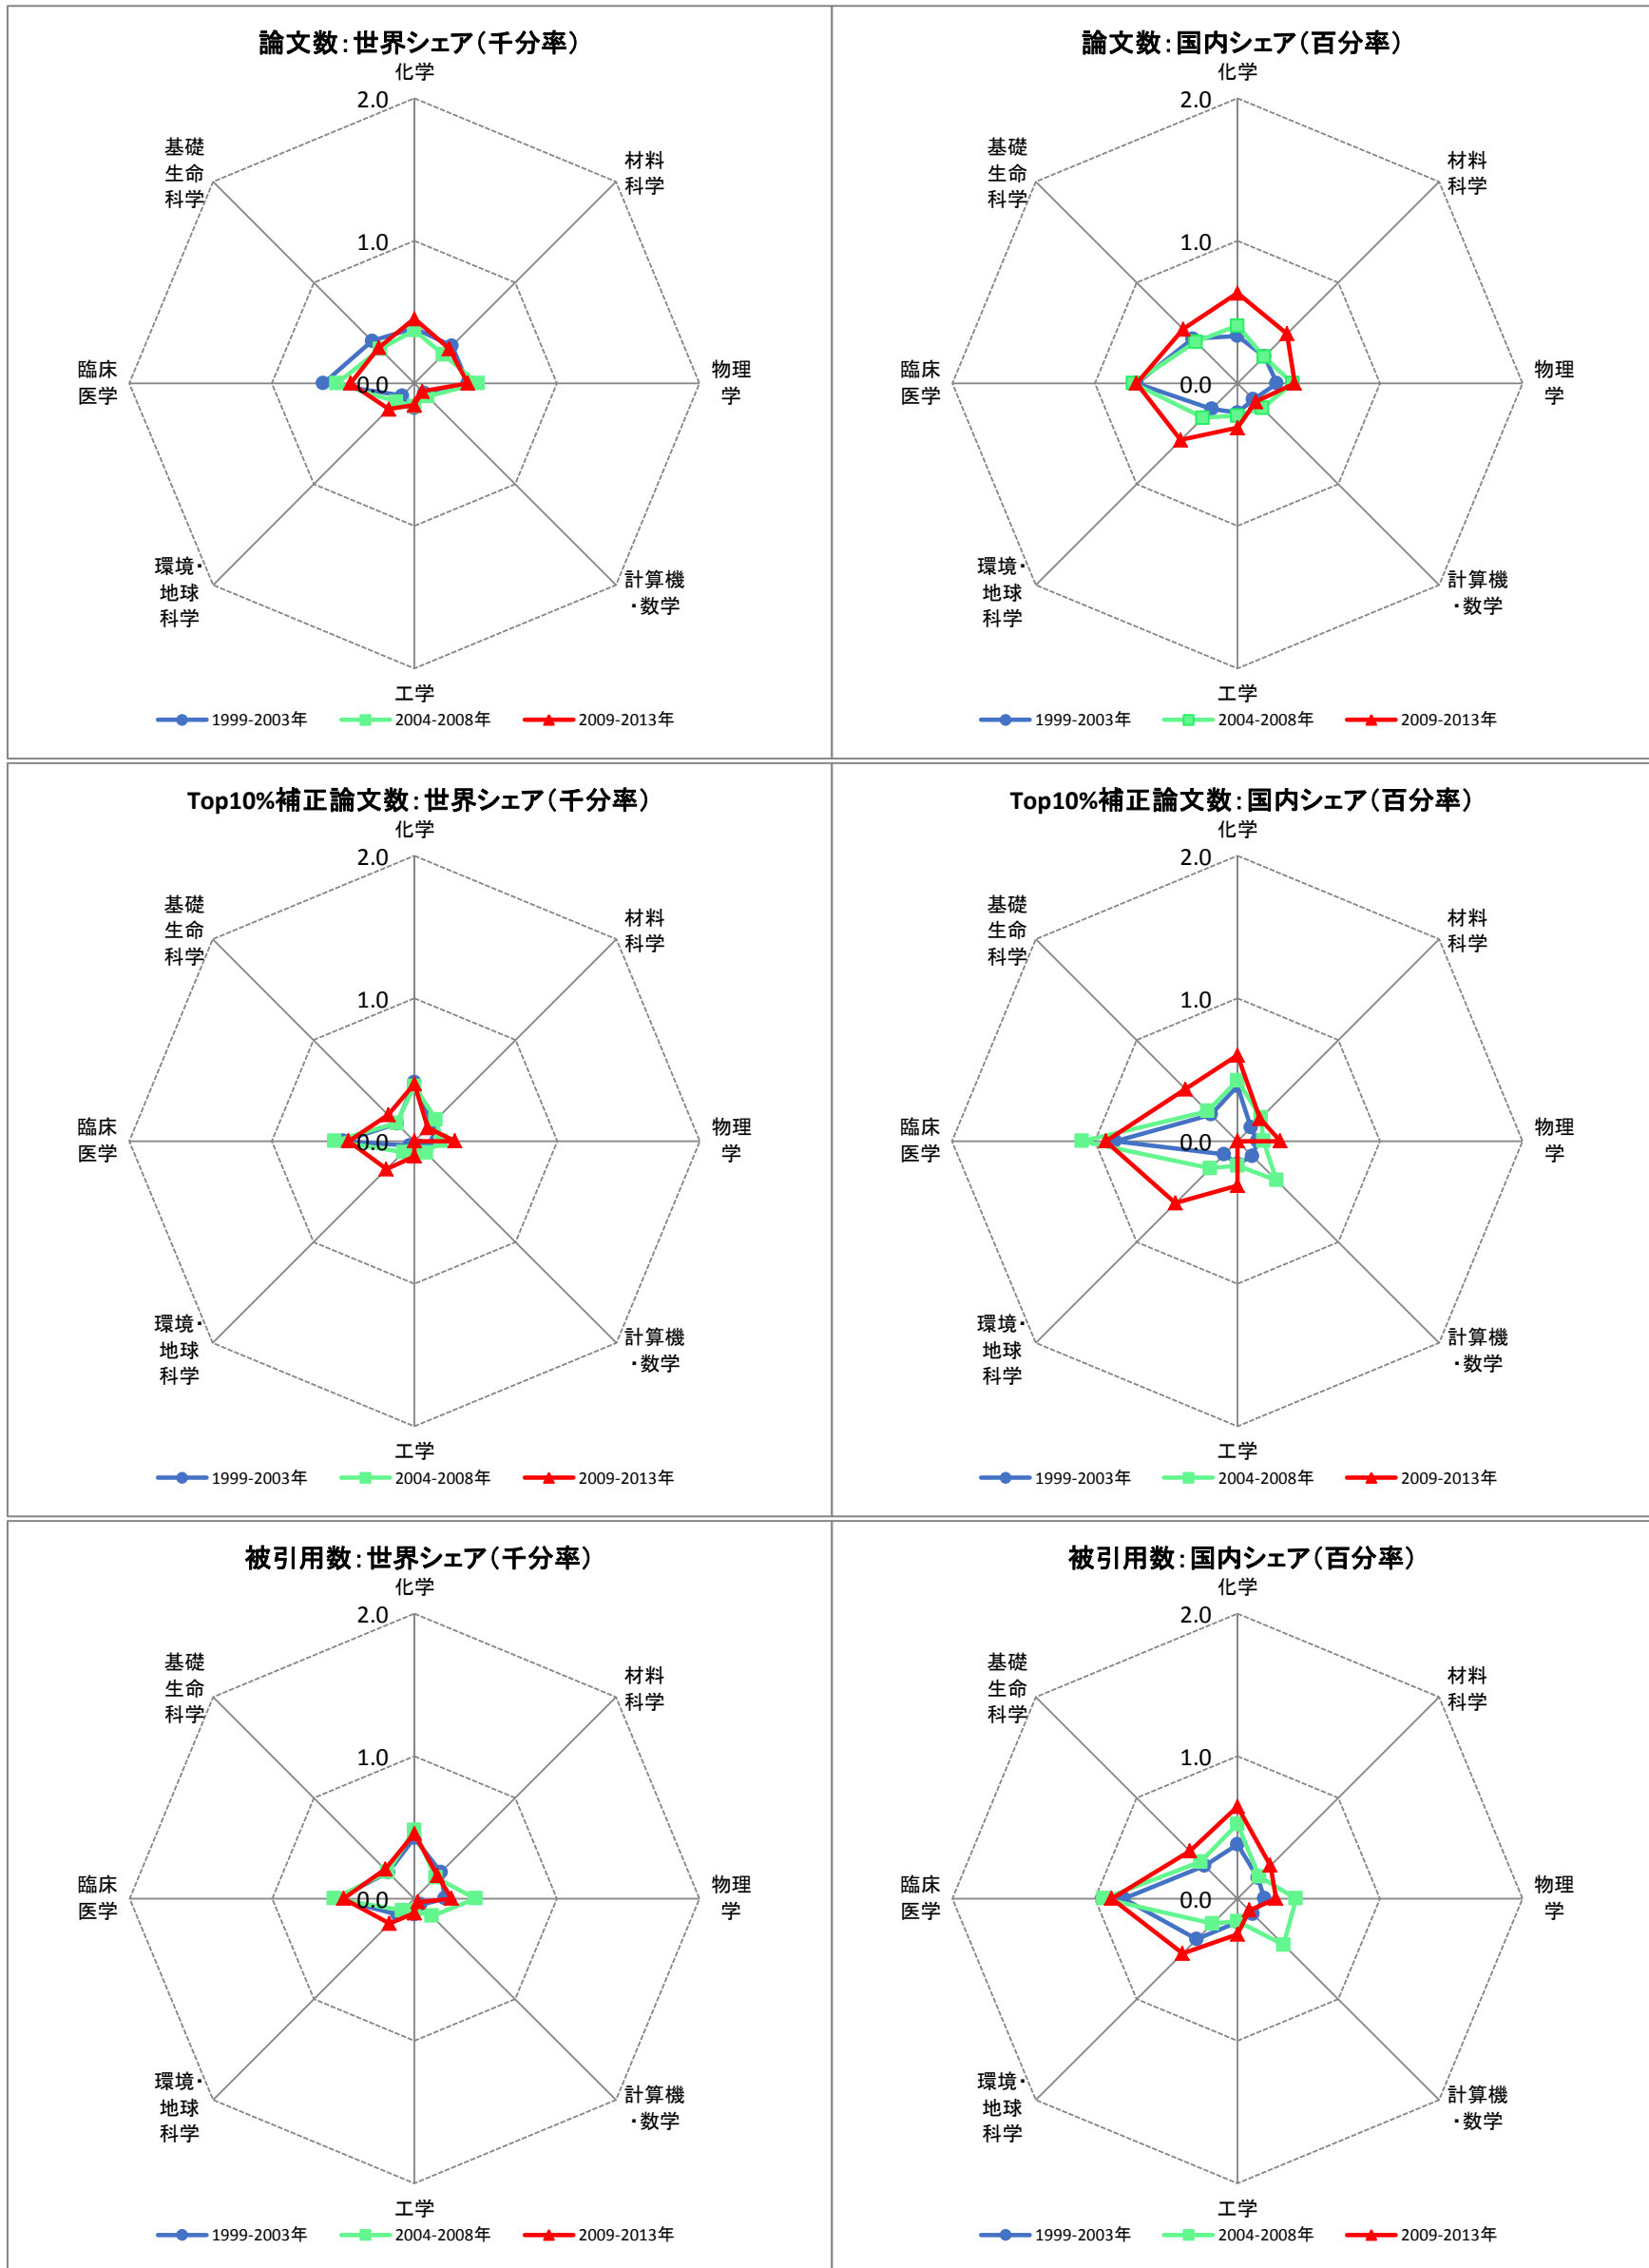 論文数：世界シェア（千分率）
化学
2.0
基礎
生命
科学
材料
科学
1.0
臨床
医学
0.0
物理
学
環境・
地球
科学
計算機
・数学
工学
1999-2003年 2004-2008年 2009-2013年
論文数：国内シェア（百分率）
化学
2.0
基礎
生命
科学
材料
科学
1.0
臨床
医学
0.0
物理
学
環境・
地球
科学
計算機
・数学
工学
1999-2003年 2004-2008年 2009-2013年
Top10%補正論文数：世界シェア（千分率）
化学
2.0
基礎
生命
科学
材料
科学
1.0
臨床
医学
0.0
物理
学
環境・
地球
科学
計算機
・数学
工学
1999-2003年 2004-2008年 2009-2013年
Top10%補正論文数：国内シェア（百分率）
化学
2.0
基礎
生命
科学
材料
科学
1.0
臨床
医学
0.0
物理
学
環境・
地球
科学
計算機
・数学
工学
1999-2003年 2004-2008年 2009-2013年
被引用数：世界シェア（千分率）
化学
2.0
基礎
生命
科学
材料
科学
1.0
臨床
医学
0.0
物理
学
環境・
地球
科学
計算機
・数学
工学
1999-2003年 2004-2008年 2009-2013年
被引用数：国内シェア（百分率）
化学
2.0
基礎
生命
科学
材料
科学
1.0
臨床
医学
0.0
物理
学
環境・
地球
科学
計算機
・数学
工学
1999-2003年 2004-2008年 2009-2013年